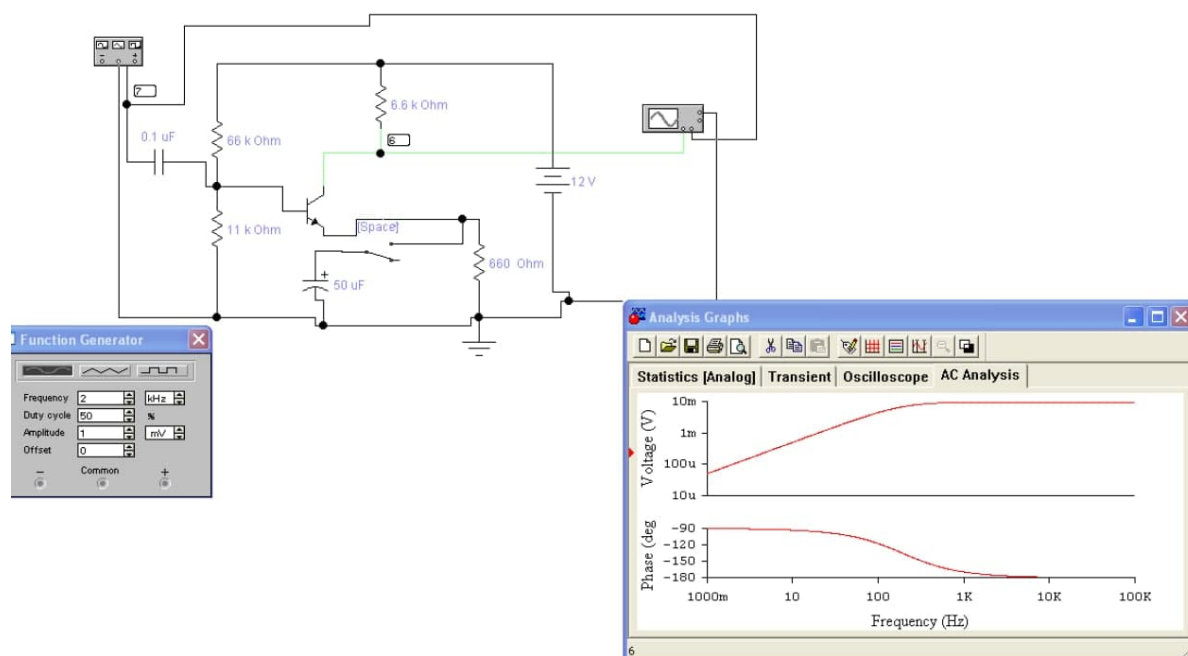 − +
7
6.6 k Ohm
0.1 uF
66 k Ohm
6
12 V
11 k Ohm
[Space]
660 Ohm
+
50 uF
Function Generator
Frequency 2 kHz
Duty cycle 50 %
Amplitude 1 mV
Offset 0
− Common +
Analysis Graphs
Statistics [Analog] Transient Oscilloscope AC Analysis
Voltage (V)
10m
1m
100u
10u
Phase (deg
-90
-120
-150
-180
1000m 10 100 1K 10K 100K
Frequency (Hz)
6